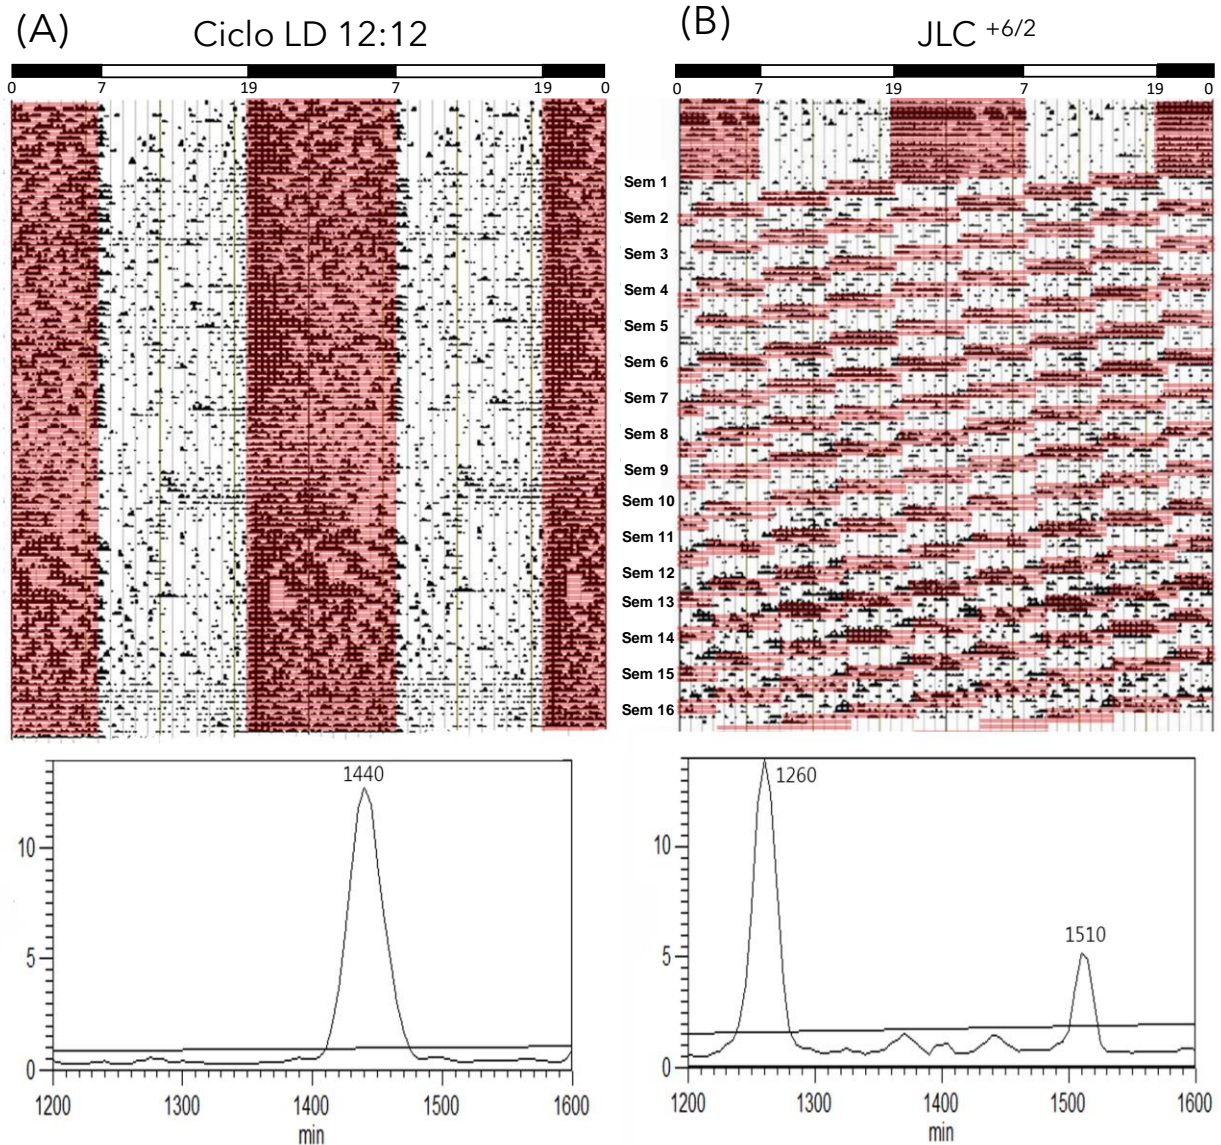 (A) Ciclo LD 12:12
0 7 19 7 19 0
(B) JLC +6/2
0 7 19 7 19 0
Sem 1
Sem 2
Sem 3
Sem 4
Sem 5
Sem 6
Sem 7
Sem 8
Sem 9
Sem 10
Sem 11
Sem 12
Sem 13
Sem 14
Sem 15
Sem 16
1440
10
5
0
1200 1300 1400 1500 1600
min
1260
1510
10
5
0
1200 1300 1400 1500 1600
min